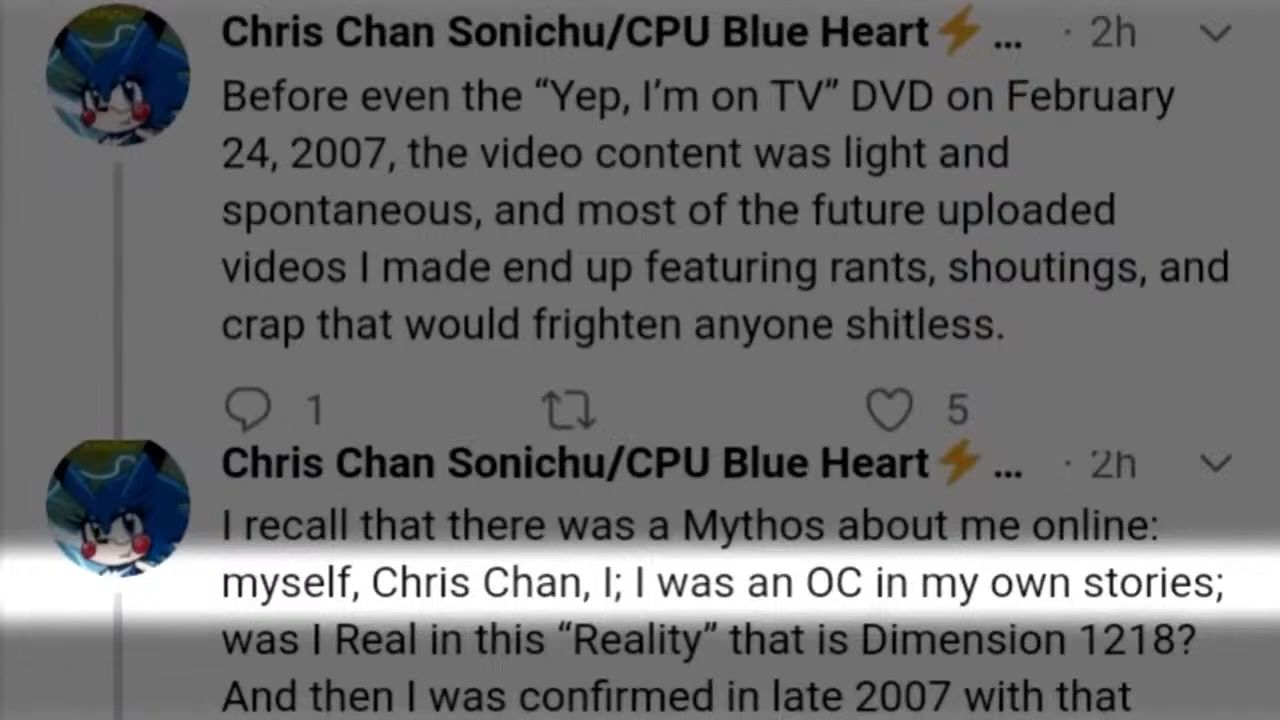 Chris Chan Sonichu/CPU Blue Heart⚡... · 2h
Before even the “Yep, I’m on TV” DVD on February
24, 2007, the video content was light and
spontaneous, and most of the future uploaded
videos I made end up featuring rants, shoutings, and
crap that would frighten anyone shitless.
1 5
Chris Chan Sonichu/CPU Blue Heart⚡... · 2h
I recall that there was a Mythos about me online:
myself, Chris Chan, I; I was an OC in my own stories;
was I Real in this “Reality” that is Dimension 1218?
And then I was confirmed in late 2007 with that